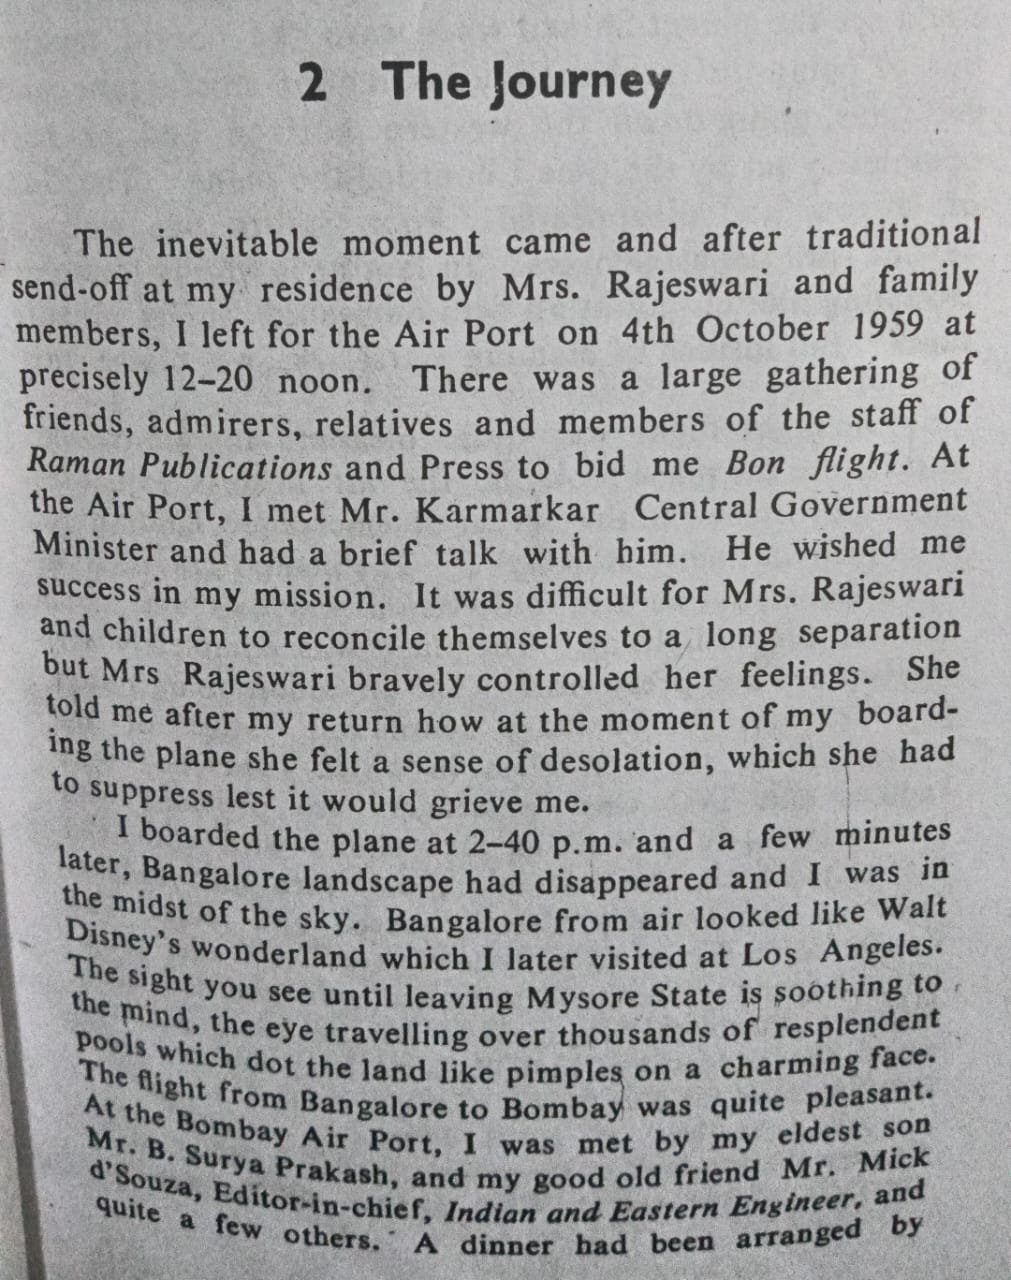 2 The Journey
The inevitable moment came and after traditional
send-off at my residence by Mrs. Rajeswari and family
members, I left for the Air Port on 4th October 1959 at
precisely 12–20 noon. There was a large gathering of
friends, admirers, relatives and members of the staff of
Raman Publications and Press to bid me Bon flight. At
the Air Port, I met Mr. Karmarkar Central Government
Minister and had a brief talk with him. He wished me
success in my mission. It was difficult for Mrs. Rajeswari
and children to reconcile themselves to a long separation
but Mrs Rajeswari bravely controlled her feelings. She
told me after my return how at the moment of my board-
ing the plane she felt a sense of desolation, which she had
to suppress lest it would grieve me.
I boarded the plane at 2–40 p.m. and a few minutes
later, Bangalore landscape had disappeared and I was in
the midst of the sky. Bangalore from air looked like Walt
Disney's wonderland which I later visited at Los Angeles.
The sight you see until leaving Mysore State is soothing to
the mind, the eye travelling over thousands of resplendent
pools which dot the land like pimples on a charming face.
The flight from Bangalore to Bombay was quite pleasant.
At the Bombay Air Port, I was met by my eldest son
Mr. B. Surya Prakash, and my good old friend Mr. Mick
d'Souza, Editor-in-chief, Indian and Eastern Engineer, and
quite a few others. A dinner had been arranged by